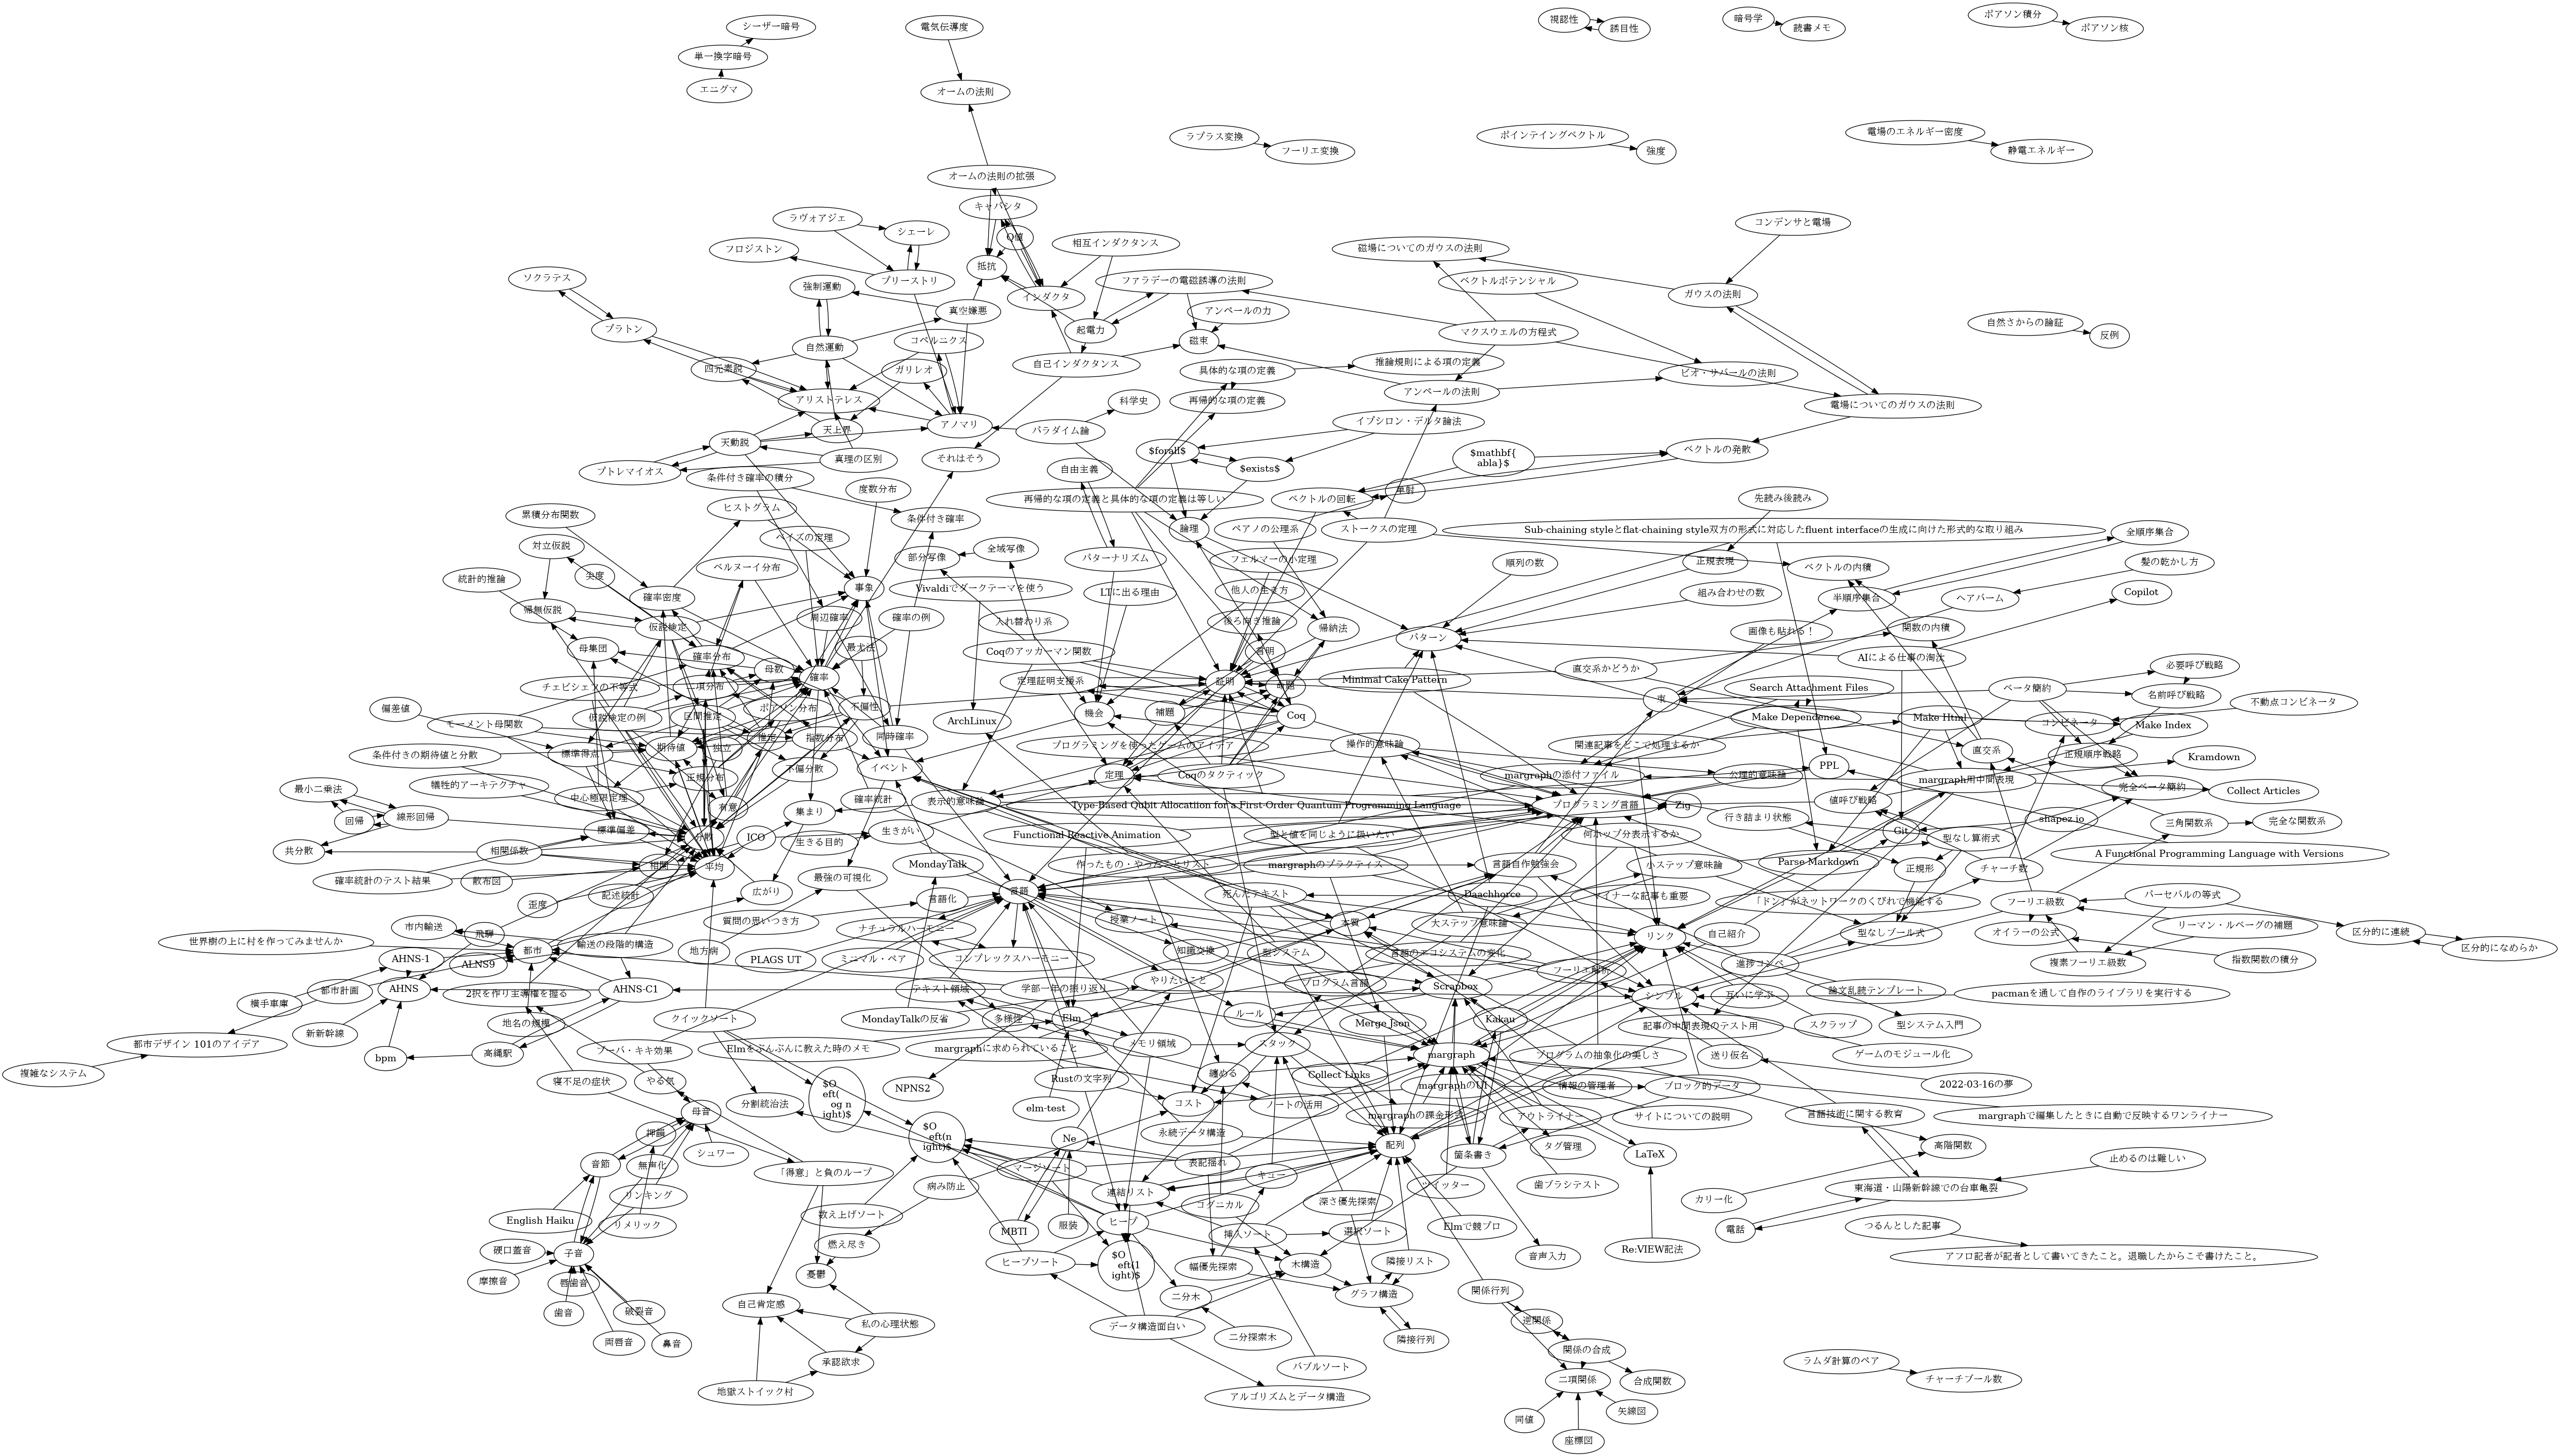 シーザー暗号
電気伝導度
視認性
誘目性
暗号学
読書メモ
ポアソン積分
ポアソン核
単一換字暗号
エニグマ
オームの法則
ラプラス変換
フーリエ変換
ポインテイングベクトル
強度
電場のエネルギー密度
静電エネルギー
オームの法則の拡張
キャパシタ
Q値
ラヴォアジェ
シェーレ
フロジストン
プリーストリ
抵抗
相互インダクタンス
インダクタ
ファラデーの電磁誘導の法則
磁場についてのガウスの法則
コンデンサと電場
ベクトルポテンシャル
ガウスの法則
ソクラテス
プラトン
強制運動
真空嫌悪
起電力
アンペールの力
マクスウェルの方程式
自然さからの論証
反例
自然運動
コペルニクス
磁束
四元素説
ガリレオ
自己インダクタンス
具体的な項の定義
推論規則による項の定義
ビオ・サバールの法則
アリストテレス
再帰的な項の定義
アンペールの法則
電場についてのガウスの法則
天動説
天上界
アノマリ
パラダイム論
科学史
イプシロン・デルタ論法
プトレマイオス
真理の区別
それはそう
自由主義
$forall$
$exists$
$mathbf{
abla}$
ベクトルの発散
条件付き確率の積分
度数分布
再帰的な項の定義と具体的な項の定義は等しい
ベクトルの回転
単射
先読み後読み
累積分布関数
ヒストグラム
条件付き確率
論理
ペアノの公理系
ストークスの定理
Sub-chaining styleとflat-chaining style双方の形式に対応したfluent interfaceの生成に向けた形式的な取り組み
全順序集合
対立仮説
ベイズの定理
部分写像
全域写像
パターナリズム
フェルマーの小定理
順列の数
正規表現
ベクトルの内積
髪の乾かし方
統計的推論
尖度
ベルヌーイ分布
事象
Vivaldiでダークテーマを使う
LTに出る理由
他人の生き方
組み合わせの数
半順序集合
ヘアバーム
Copilot
帰無仮説
確率密度
仮説検定
周辺確率
確率の例
入れ替わり系
後ろ向き推論
帰納法
パターン
画像も貼れる！
関数の内積
母集団
確率分布
母数
確率
最尤法
Coqのアッカーマン関数
言明
AIによる仕事の淘汰
必要呼び戦略
チェビシェフの不等式
二項分布
定理証明支援系
証明
命題
Minimal Cake Pattern
直交系かどうか
Search Attachment Files
ベータ簡約
名前呼び戦略
不動点コンビネータ
偏差値
モーメント母関数
仮説検定の例
区間推定
ポアソン分布
不偏性
ArchLinux
機会
補題
Coq
束
Make Dependence
Make Html
コンビネータ
Make Index
条件付きの期待値と分散
標準得点
期待値
独立
推定
指数分布
同時確率
プログラミングを使ったゲームのアイデア
操作的意味論
関連記事をどこで処理するか
直交系
正規順序戦略
Kramdown
犠牲的アーキテクチャ
正規分布
不偏分散
イベント
定理
Coqのタクティック
margraphの添付ファイル
公理的意味論
PPL
margraph用中間表現
完全ベータ簡約
Collect Articles
最小二乗法
回帰
線形回帰
中心極限定理
有意
集まり
確率統計
表示的意味論
Type-Based Qubit Allocatiion for a First-Order Quantum Programming Language
プログラミング言語
Zig
値呼び戦略
行き詰まり状態
shapez.io
三角関数系
完全な関数系
標準偏差
分散
ICO
生きる目的
生きがい
Functional Reactive Animation
型と値を同じように扱いたい
何ホップ分表示するか
Git
型なし算術式
共分散
相関係数
相関
平均
MondayTalk
作ったもの・やったことリスト
margraphのプラクティス
言語自作勉強会
小ステップ意味論
Parse Markdown
正規形
チャーチ数
A Functional Programming Language with Versions
確率統計のテスト結果
散布図
記述統計
広がり
最強の可視化
言語化
言語
死んだテキスト
Daachhorce
マイナーな記事も重要
「ドン」がネットワークのくびれで機能する
フーリエ級数
パーセバルの等式
歪度
質問の思いつき方
授業ノート
本質
大ステップ意味論
自己紹介
型なしブール式
オイラーの公式
リーマン・ルベーグの補題
区分的に連続
区分的になめらか
市内輸送
飛騨
世界樹の上に村を作ってみませんか
都市
輸送の段階的構造
地方病
ナチュラルハーモニー
PLAGS UT
ミニマル・ペア
コンプレックスハーモニー
知識交換
型システム
言語のエコシステムの変化
リンク
フーリエ解析
進捗コンペ
複素フーリエ級数
指数関数の積分
AHNS-1
ALNS9
AHNS
横手車庫
都市計画
2択を作り主導権を握る
AHNS-C1
テキスト領域
学部一年の振り返り
やりたいこと
プログラム言語
Scrapbox
シンプル
互いに学ぶ
論文乱読テンプレート
pacmanを通して自作のライブラリを実行する
新新幹線
地名の規模
クイックソート
MondayTalkの反省
多様性
Elm
ルール
Merge Json
Kakau
記事の中間表現のテスト用
スクラップ
型システム入門
都市デザイン 101のアイデア
bpm
高縄駅
ブーバ・キキ効果
Elmをぶんぶんに教えた時のメモ
margraphに求められていること
メモリ領域
スタック
margraph
プログラムの抽象化の美しさ
送り仮名
ゲームのモジュール化
複雑なシステム
寝不足の症状
やる気
$O
eft(
og n
ight)$
NPNS2
Rustの文字列
纏める
Collect Links
margraphのUI
情報の管理者
ブロック的データ
2022-03-16の夢
母音
分割統治法
elm-test
コスト
ノートの活用
margraphの課金形态
アウトライナー
サイトについての説明
言語技術に関する教育
margraphで編集したときに自動で反映するワンライナー
押韻
$O
eft(n
ight)$
Ne
永続データ構造
配列
箇条書き
タグ管理
LaTeX
高階関数
音節
無声化
シュワー
「得意」と負のループ
マージソート
表記揺れ
止めるのは難しい
リンキング
病み防止
連結リスト
キュー
ツイッター
歯ブラシテスト
カリー化
東海道・山陽新幹線での台車亀裂
English Haiku
リメリック
数え上げソート
MBTI
服装
ヒープ
コグニカル
深さ優先探索
挿入ソート
選択ソート
Elmで競プロ
電話
つるんとした記事
硬口蓋音
子音
燃え尽き
音声入力
Re:VIEW記法
アフロ記者が記者として書いてきたこと。退職したからこそ書けたこと。
摩擦音
唇歯音
憂鬱
ヒープソート
$O
eft(1
ight)$
幅優先探索
木構造
隣接リスト
歯音
破裂音
自己肯定感
二分木
グラフ構造
関係行列
両唇音
鼻音
私の心理状態
データ構造面白い
二分探索木
隣接行列
逆関係
承認欲求
バブルソート
関係の合成
ラムダ計算のペア
地獄ストイック村
アルゴリズムとデータ構造
二項関係
合成関数
チャーチブール数
同値
矢線図
座標図